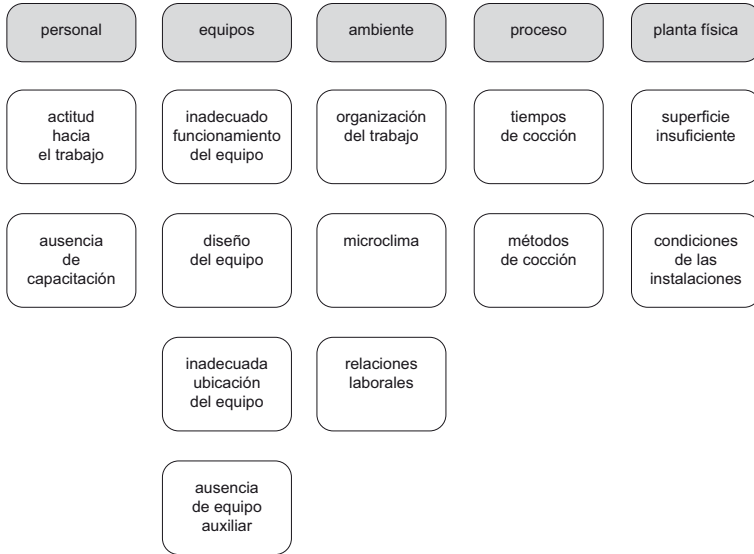 personal
equipos
ambiente
proceso
planta física
actitud
hacia
el trabajo
inadecuado
funcionamiento
del equipo
organización
del trabajo
tiempos
de cocción
superficie
insuficiente
ausencia
de
capacitación
diseño
del equipo
microclima
métodos
de cocción
condiciones
de las
instalaciones
inadecuada
ubicación
del equipo
relaciones
laborales
ausencia
de equipo
auxiliar